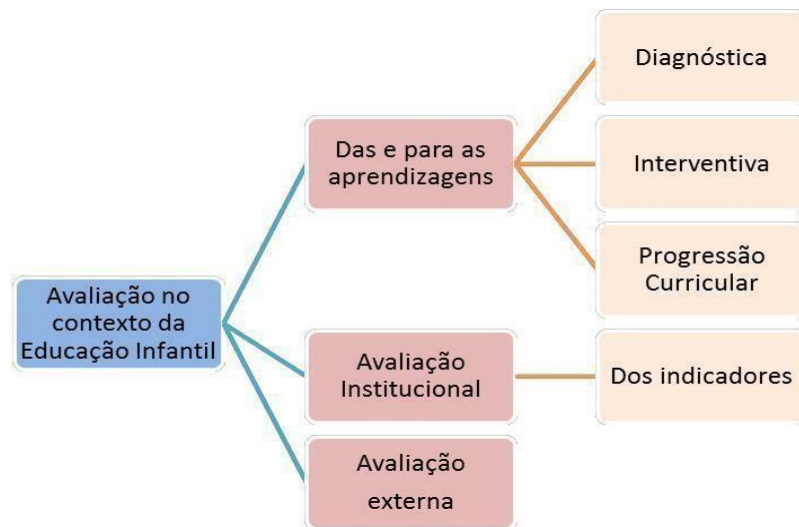 Avaliação no
contexto da
Educação Infantil
Das e para as
aprendizagens
Diagnóstica
Interventiva
Progressão
Curricular
Avaliação
Institucional
Dos indicadores
Avaliação
externa